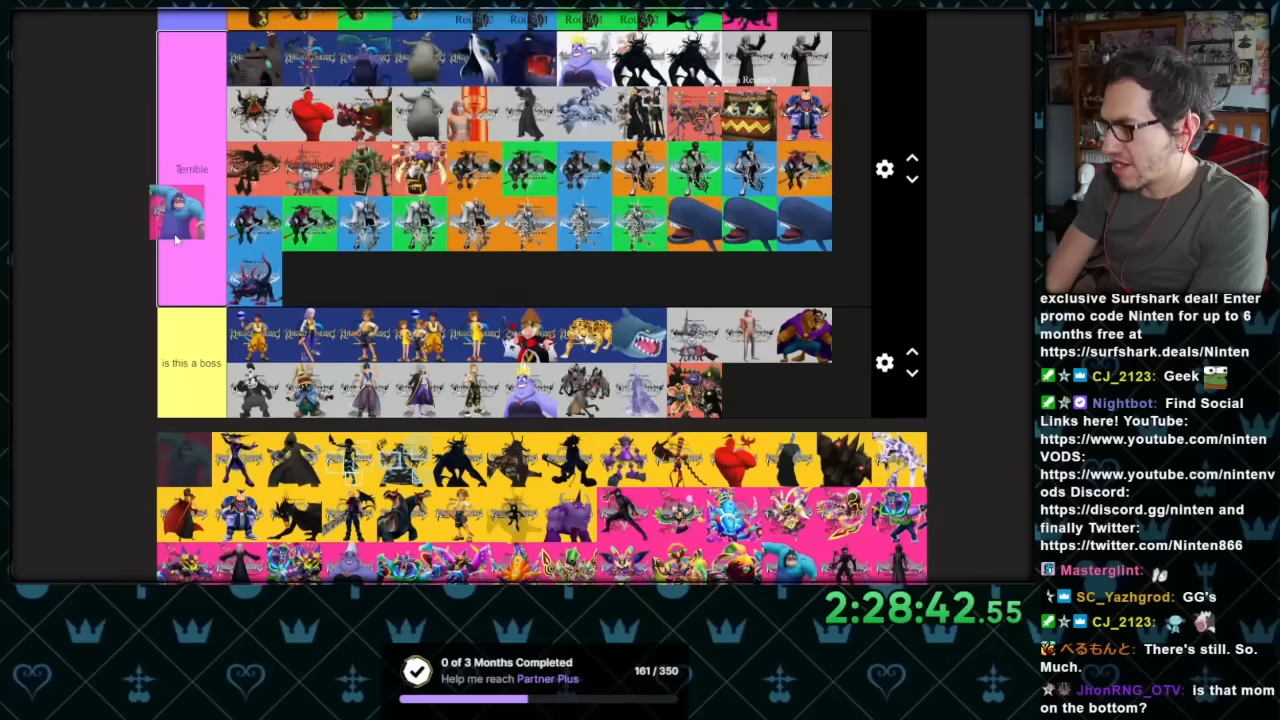 Terrible
is this a boss
2:28:42.55
0 of 3 Months Completed
Help me reach Partner Plus
161 / 350
exclusive Surfshark deal! Enter
promo code Ninten for up to 6
months free at
https://surfshark.deals/Ninten
CJ_2123: Geek
Nightbot: Find Social
Links here! YouTube:
https://www.youtube.com/ninten
VODS:
https://www.youtube.com/nintenv
ods Discord:
https://discord.gg/ninten and
finally Twitter:
https://twitter.com/Ninten866
Masterglint:
SC_Yazhgrod: GG's
CJ_2123:
べるもんと: There's still. So.
Much.
JhonRNG_OTV: is that mom
on the bottom?